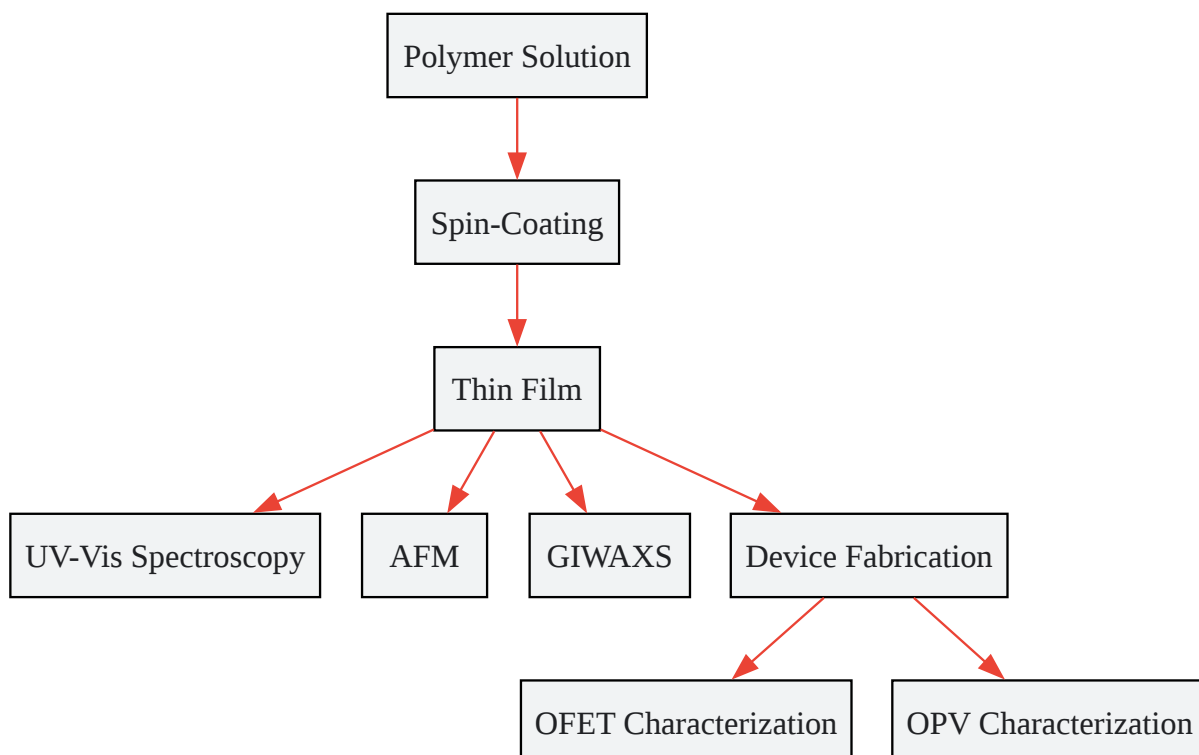 Polymer Solution
Spin-Coating
Thin Film
UV-Vis Spectroscopy
AFM
GIWAXS
Device Fabrication
OFET Characterization
OPV Characterization